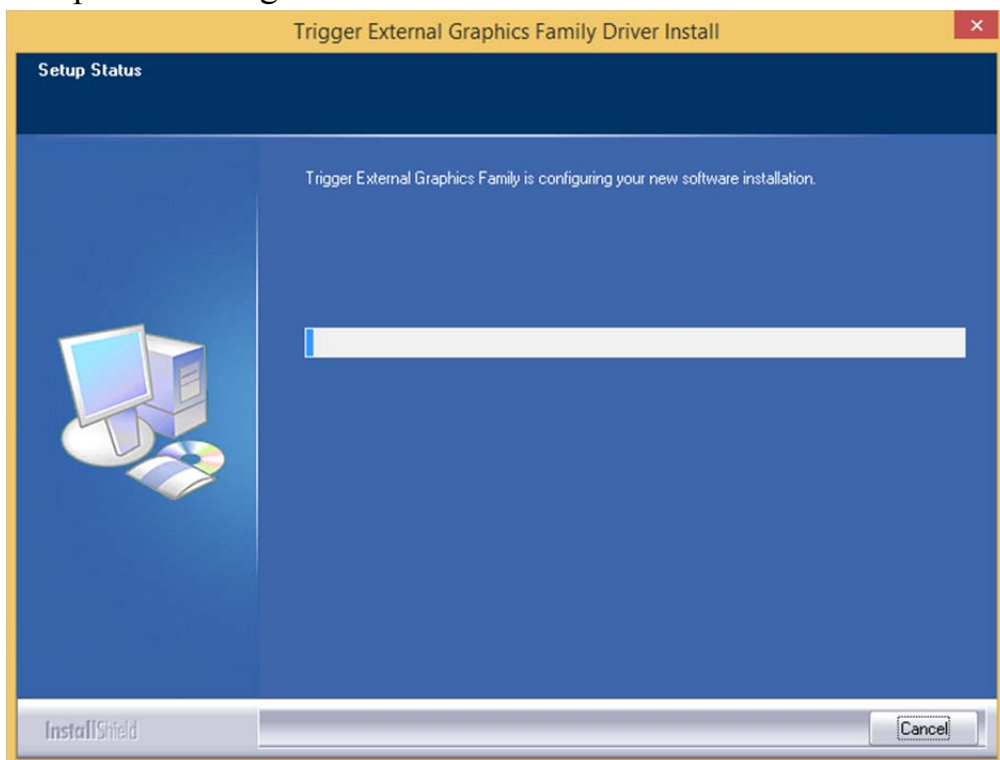 Trigger External Graphics Family Driver Install
Setup Status
Trigger External Graphics Family is configuring your new software installation.
InstallShield
Cancel